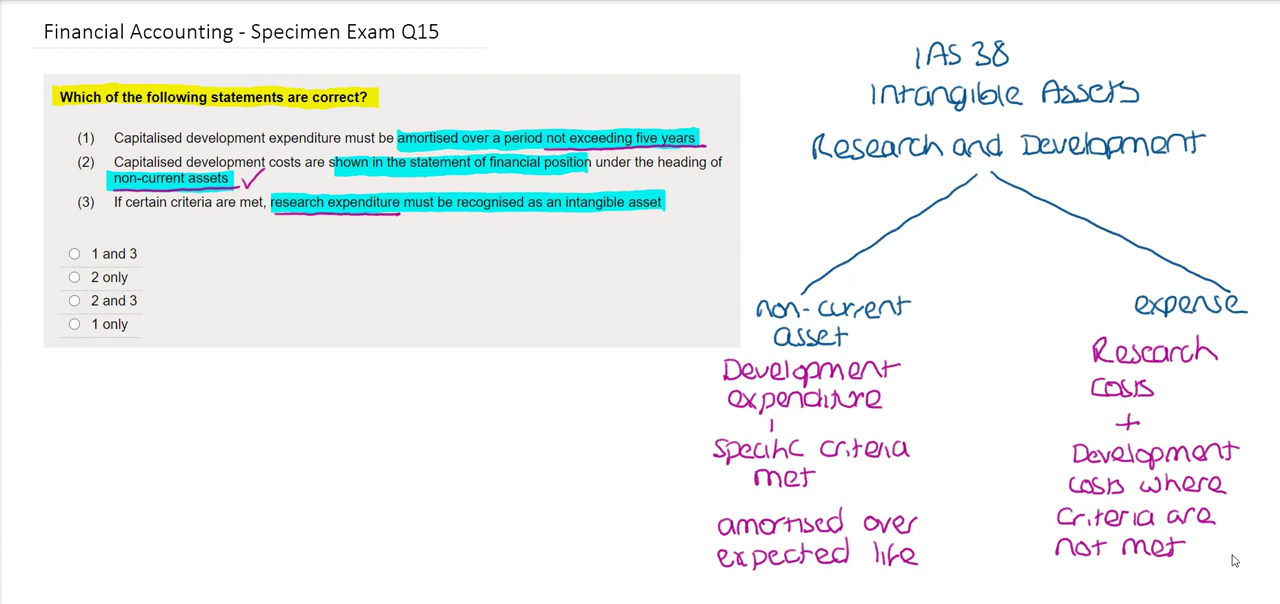 Financial Accounting - Specimen Exam Q15
Which of the following statements are correct?
(1) Capitalised development expenditure must be amortised over a period not exceeding five years
(2) Capitalised development costs are shown in the statement of financial position under the heading of
non-current assets
(3) If certain criteria are met, research expenditure must be recognised as an intangible asset
1 and 3
2 only
2 and 3
1 only
IAS 38
Intangible Assets
Research and Development
non-current
asset
Development
expenditure
specific criteria
met
amortised over
expected life
expense
Research
costs
+
Development
costs where
criteria are
not met